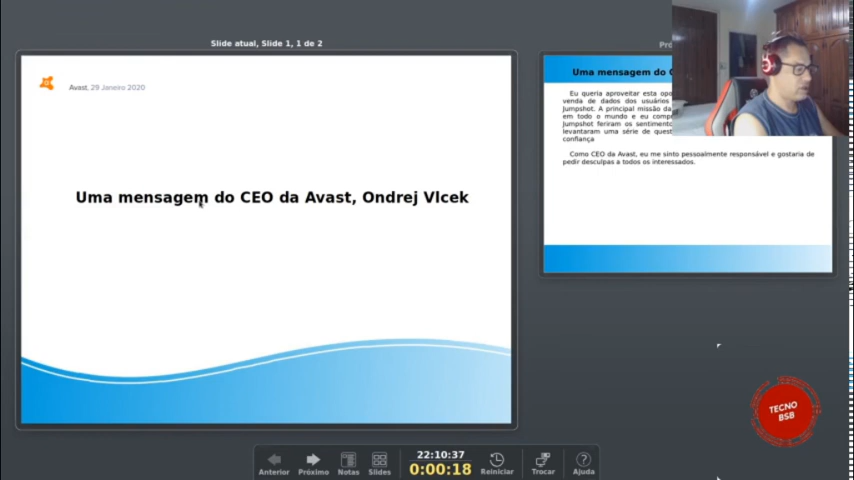 Slide atual, Slide 1, 1 de 2
Avast, 29 Janeiro 2020
Uma mensagem do CEO da Avast, Ondrej Vlcek
Uma mensagem do
Eu queria aproveitar esta
venda de dados dos usuários
Jumpshot. A principal missão da
em todo o mundo e eu
Jumpshot feriram os
levantaram uma série de
confiança
Como CEO da Avast, eu me sinto pessoalmente responsável e gostaria de
pedir desculpas a todos os interessados.
TECNO
BSB
22:10:37
0:00:18
Anterior
Próximo
Notas
Slides
Reiniciar
Trocar
Ajuda